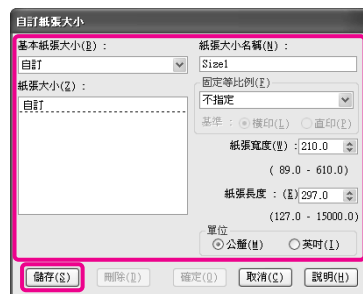 自訂紙張大小
基本紙張大小(B)：
自訂
紙張大小(Z)：
自訂
紙張大小名稱(N)：
Size1
固定等比例(F)
不指定
基準：橫印(L) 直印(P)
紙張寬度(W)：210.0
( 89.0 - 610.0)
紙張長度：(E) 297.0
(127.0 - 15000.0)
單位
公釐(M) 英吋(I)
儲存(S) 刪除(D) 確定(O) 取消(C) 說明(H)